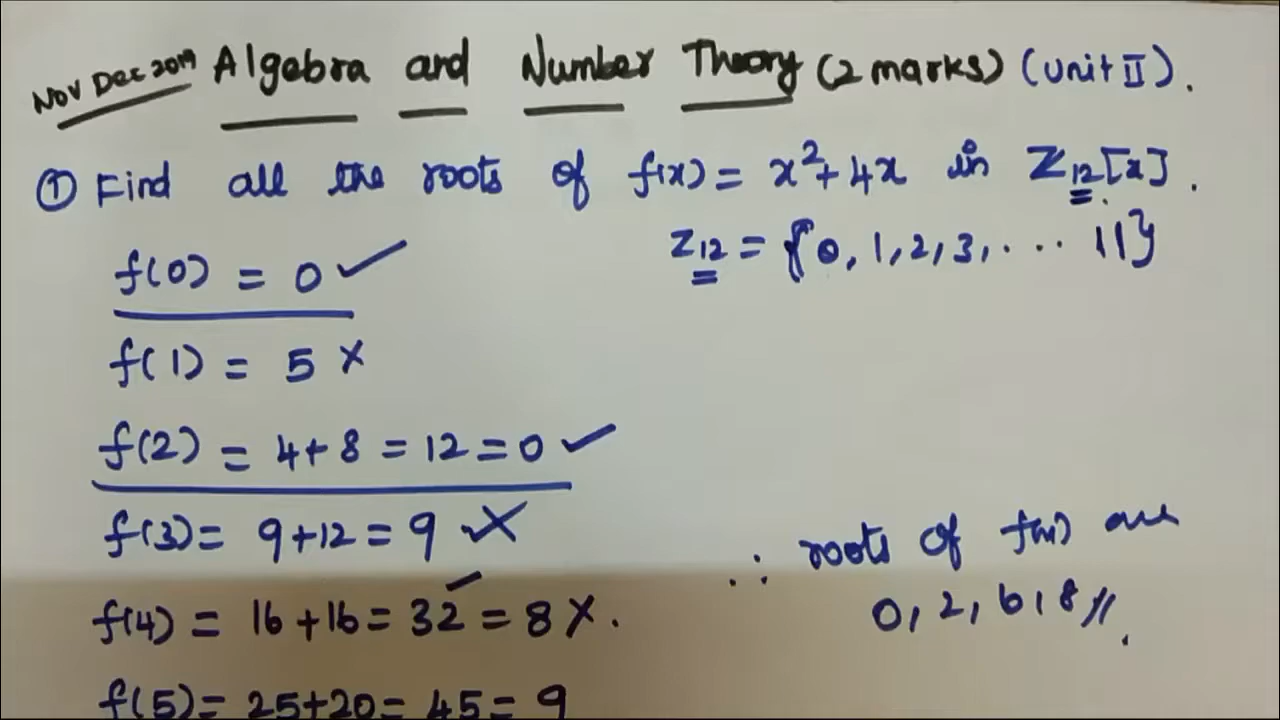 Nov Dec 2019 Algebra and Number Theory (2 marks) (Unit II).
① Find all the roots of f(x) = x²+4x in Z₁₂[x].
Z₁₂ = {0, 1, 2, 3, ... 11}
f(0) = 0 ✓
f(1) = 5 ×
f(2) = 4+8 = 12 = 0 ✓
f(3) = 9+12 = 9 ×
f(4) = 16+16 = 32 = 8 ×.
f(5) = 25+20 = 45 = 9
∴ roots of f(x) are
0, 2, 6, 8 //.